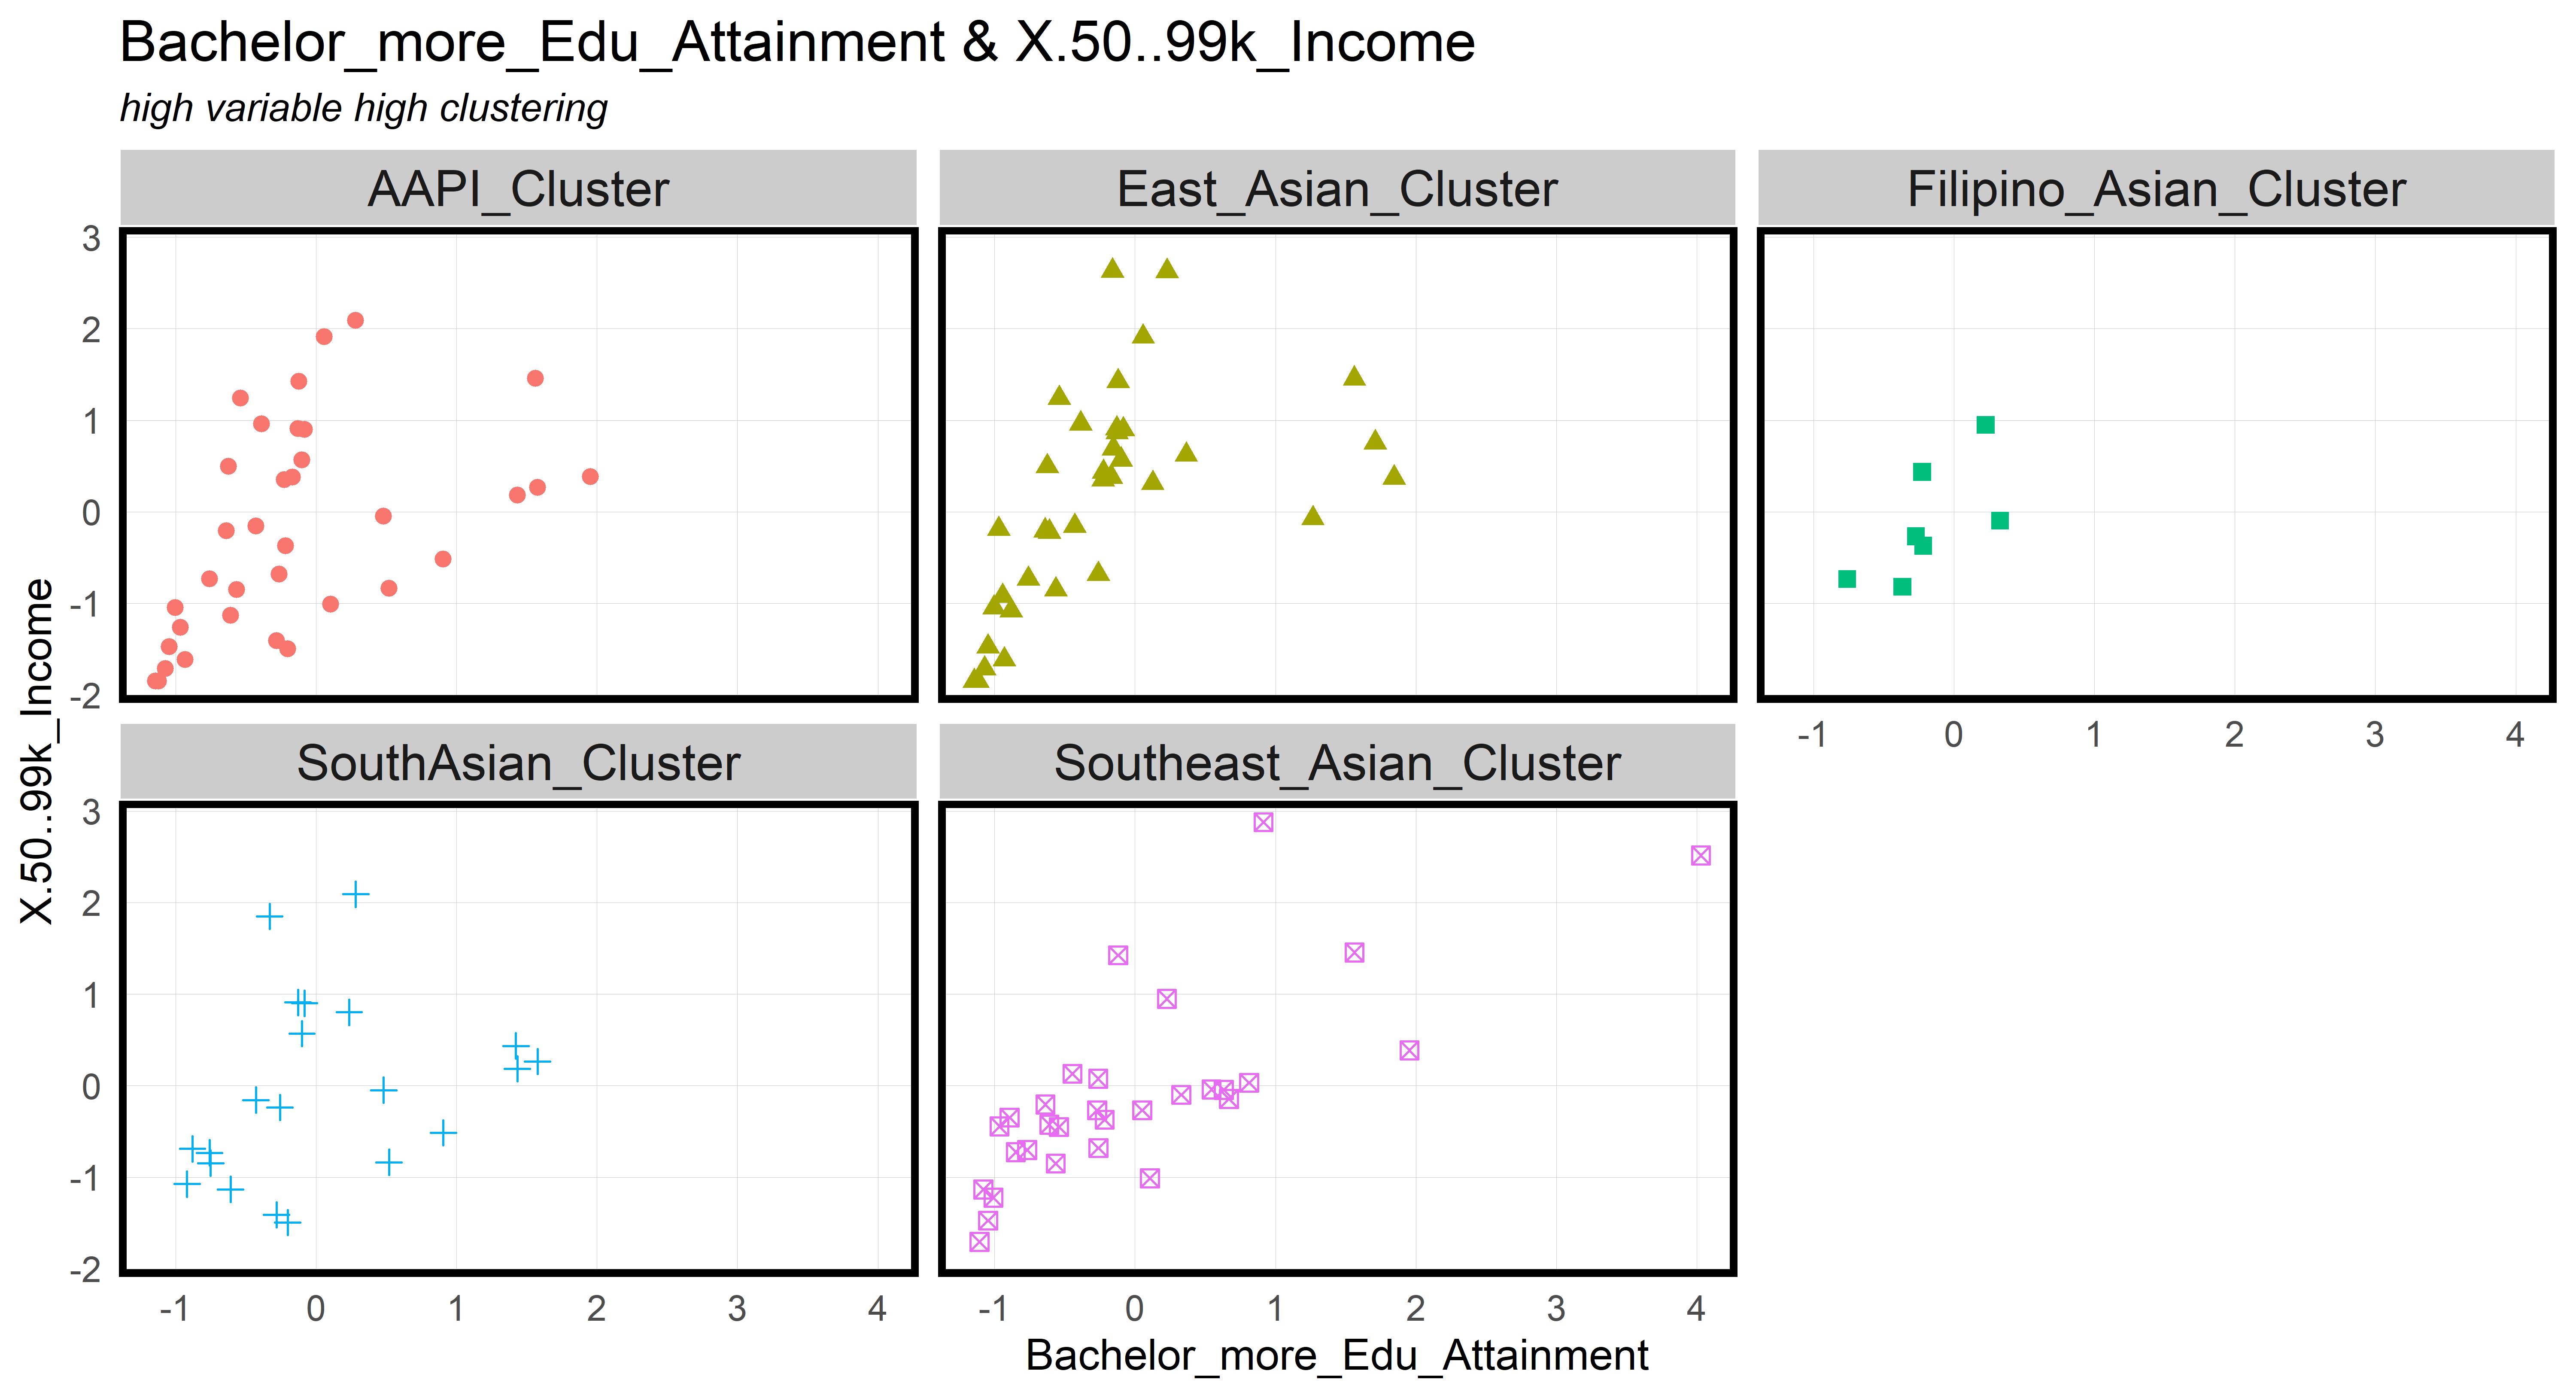 Bachelor_more_Edu_Attainment & X.50..99k_Income
high variable high clustering
AAPI_Cluster
East_Asian_Cluster
Filipino_Asian_Cluster
3
2
1
0
-1
-2
X.50..99k_Income
-1 0 1 2 3 4
SouthAsian_Cluster
Southeast_Asian_Cluster
3
2
1
0
-1
-2
-1 0 1 2 3 4
-1 0 1 2 3 4
Bachelor_more_Edu_Attainment